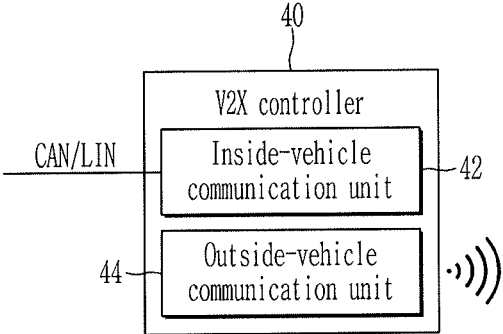 40
V2X controller
CAN/LIN
Inside-vehicle
communication unit
42
Outside-vehicle
communication unit
44